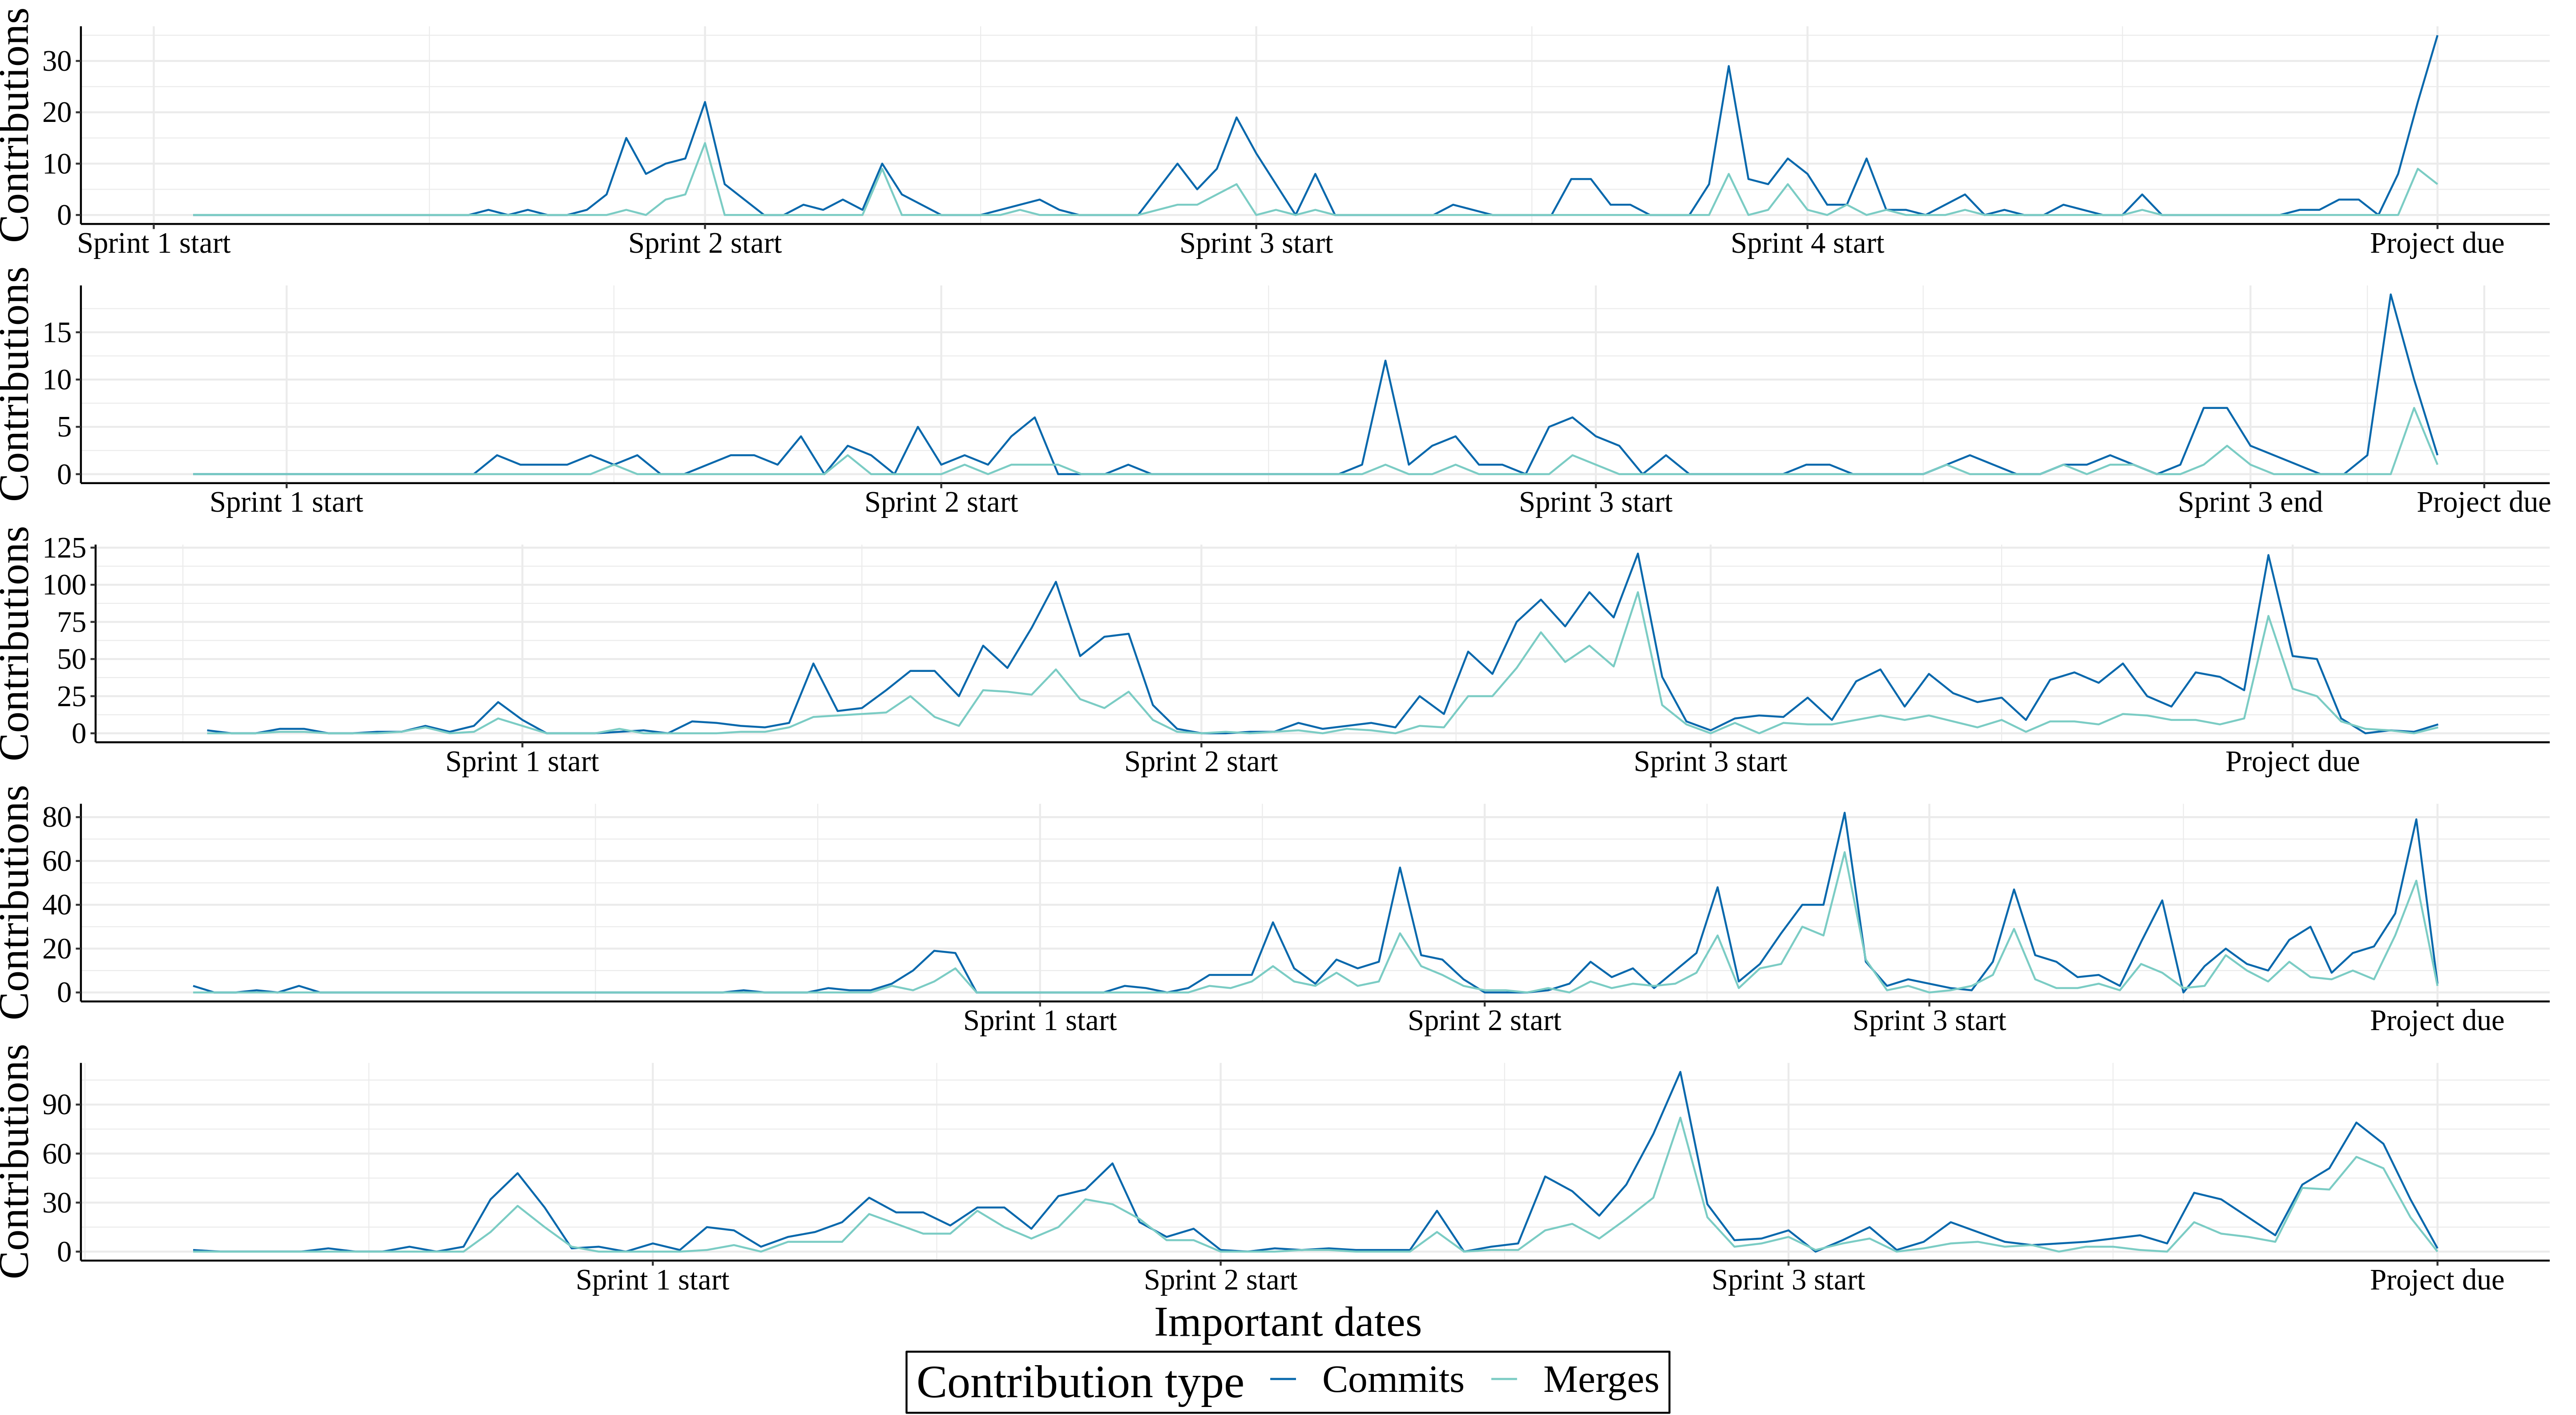 Contributions
30
20
10
0
Sprint 1 start Sprint 2 start Sprint 3 start Sprint 4 start Project due
Contributions
15
10
5
0
Sprint 1 start Sprint 2 start Sprint 3 start Sprint 3 end Project due
Contributions
125
100
75
50
25
0
Sprint 1 start Sprint 2 start Sprint 3 start Project due
Contributions
80
60
40
20
0
Sprint 1 start Sprint 2 start Sprint 3 start Project due
Contributions
90
60
30
0
Sprint 1 start Sprint 2 start Sprint 3 start Project due
Important dates
Contribution type Commits Merges